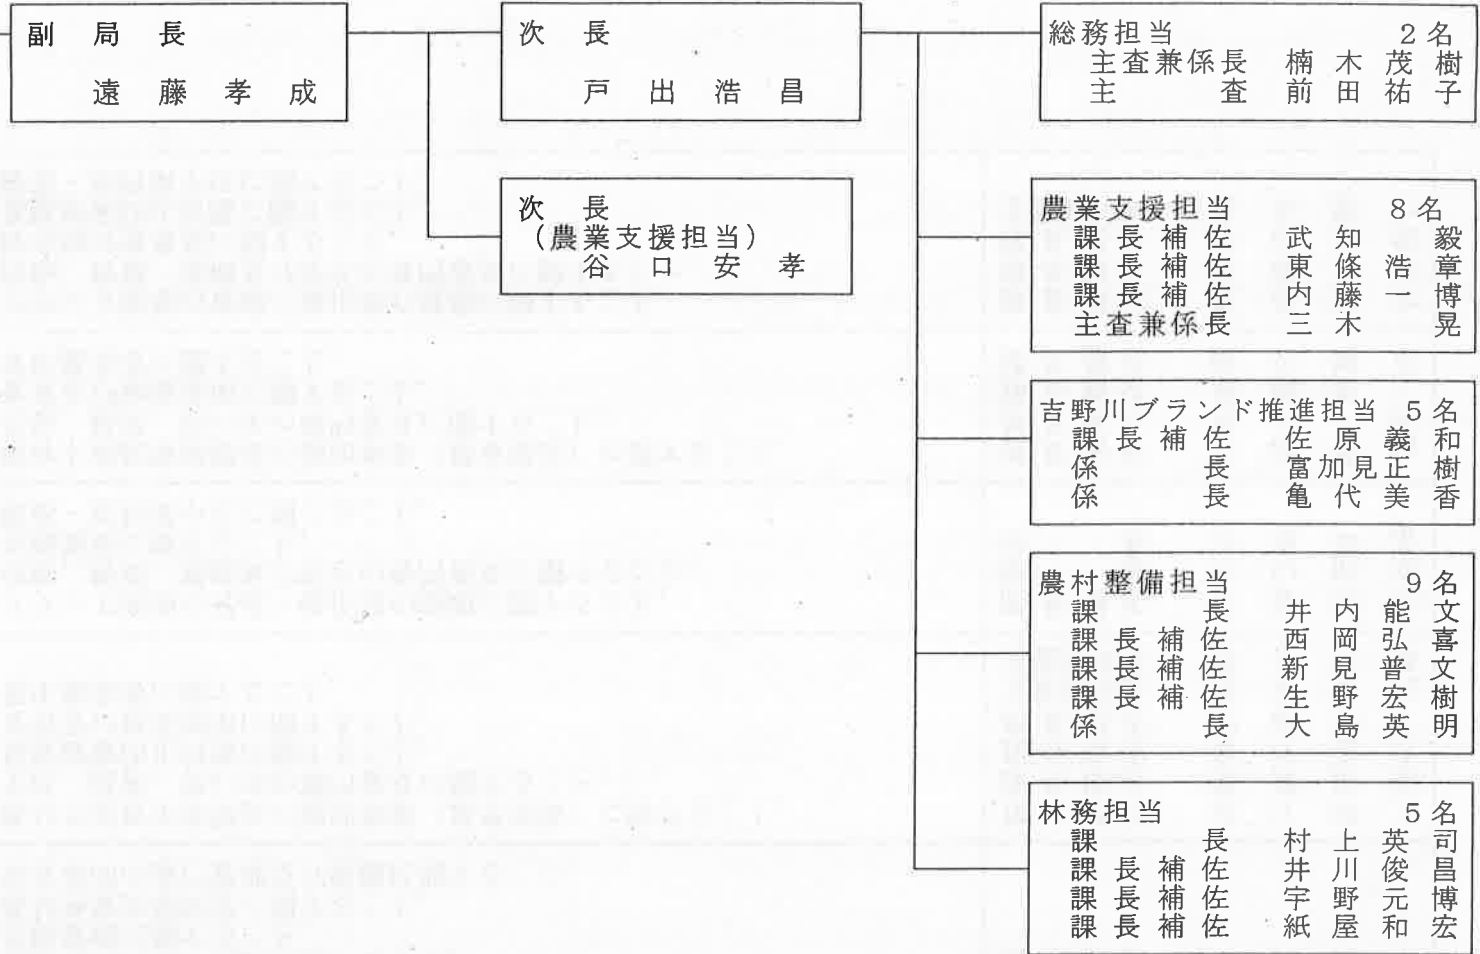 副局長
遠藤孝成
次長
戸出浩昌
次長
(農業支援担当)
谷口安孝
総務担当 2名
主査兼係長 楠木茂樹
主査 前田祐子
農業支援担当 8名
課長補佐 武知毅
課長補佐 東條浩章
課長補佐 内藤一博
主査兼係長 三木晃
吉野川ブランド推進担当 5名
課長補佐 佐原義和
係長 富加見正樹
係長 亀代美香
農村整備担当 9名
課長 井内能文
課長補佐 西岡弘喜
課長補佐 新見普文
課長補佐 生野宏樹
係長 大島英明
林務担当 5名
課長 村上英司
課長補佐 井川俊昌
課長補佐 宇野元博
課長補佐 紙屋和宏